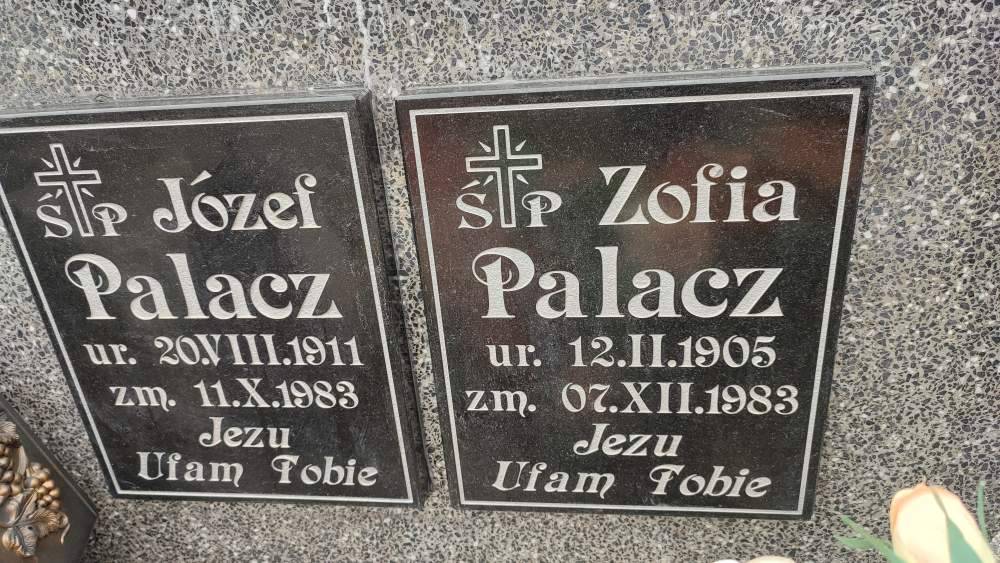 ŚP Józef
Palacz
ur. 20.VIII.1911
zm. 11.X.1983
Jezu
Ufam Tobie
ŚP Zofia
Palacz
ur. 12.II.1905
zm. 07.XII.1983
Jezu
Ufam Tobie